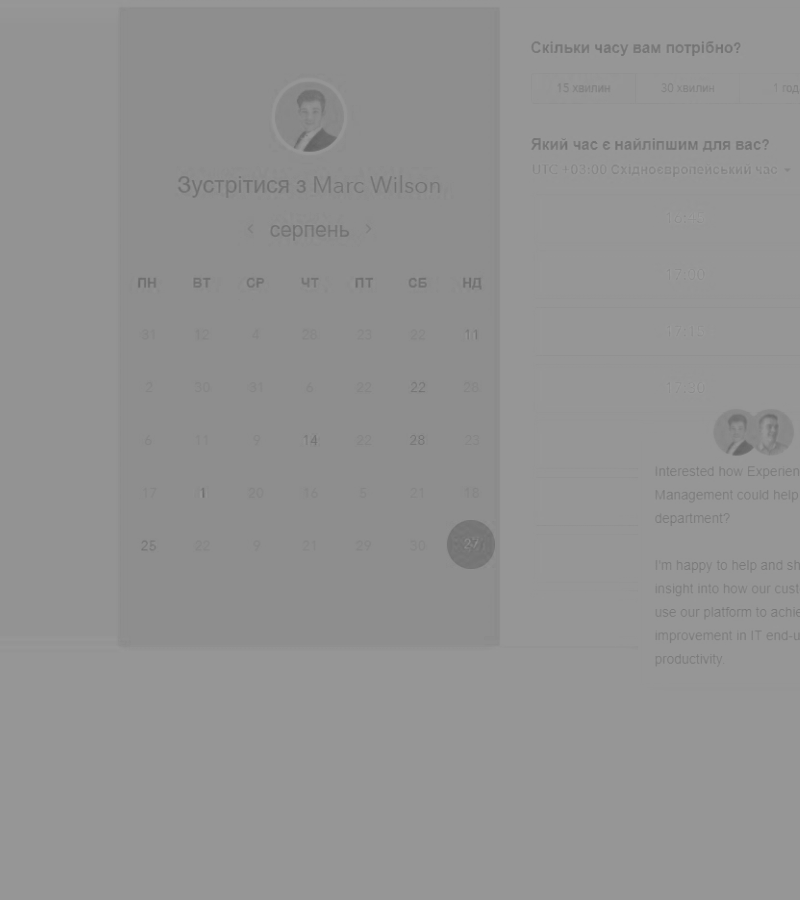 Зустрітися з Marc Wilson
серпень
ПН ВТ СР ЧТ ПТ СБ НД
31 12 4 28 23 22 11
2 30 31 6 22 22 28
6 11 9 14 22 28 23
17 1 20 16 5 21 18
25 22 9 21 29 30
Скільки часу вам потрібно?
15 хвилин 30 хвилин 1 год
Який час є найліпшим для вас?
UTC +03:00 Східноєвропейський час
16:45
17:00
17:15
17:30
Interested how Experien
Management could help
department?
I'm happy to help and sh
insight into how our cust
use our platform to achie
improvement in IT end-u
productivity.